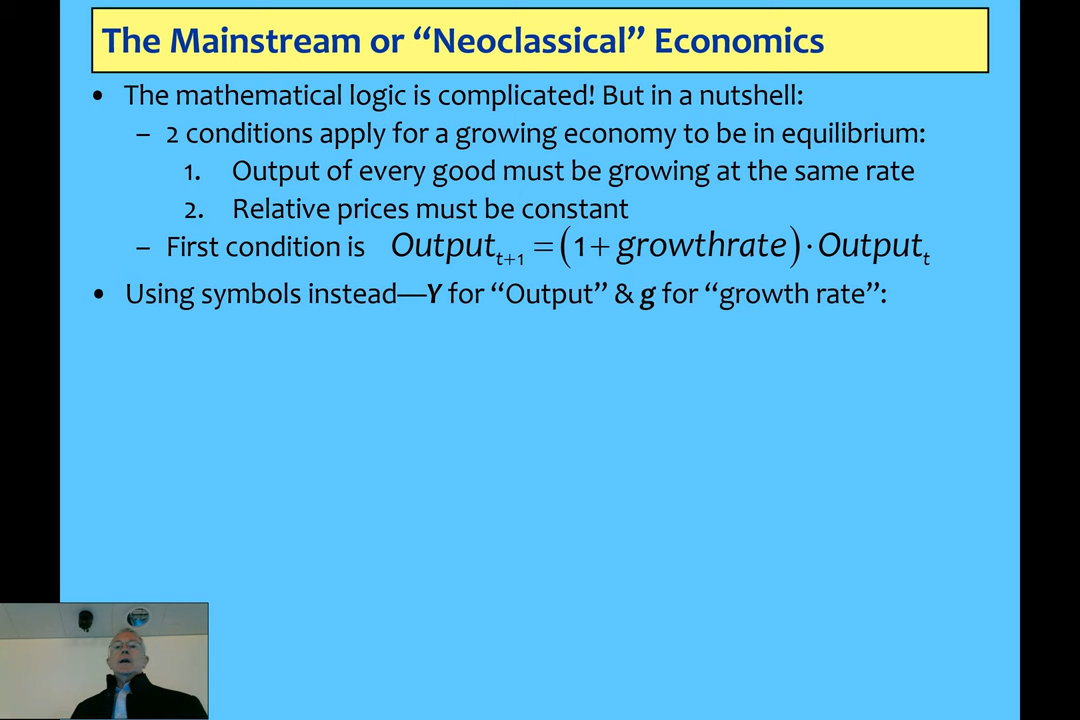 The Mainstream or “Neoclassical” Economics
• The mathematical logic is complicated! But in a nutshell:
– 2 conditions apply for a growing economy to be in equilibrium:
1. Output of every good must be growing at the same rate
2. Relative prices must be constant
– First condition is Output_{t+1} = (1 + growthrate) · Output_t
• Using symbols instead—Y for “Output” & g for “growth rate”: